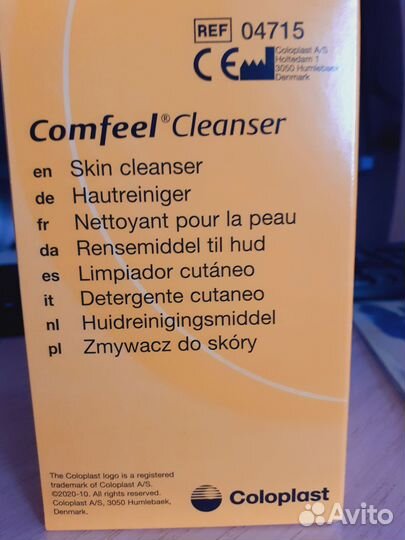 REF 04715
CE
Coloplast A/S
Holtedam 1
3050 Humlebaek
Denmark
Comfeel® Cleanser
en Skin cleanser
de Hautreiniger
fr Nettoyant pour la peau
da Rensemiddel til hud
es Limpiador cutáneo
it Detergente cutaneo
nl Huidreinigingsmiddel
pl Zmywacz do skóry
The Coloplast logo is a registered
trademark of Coloplast A/S.
©2020-10. All rights reserved.
Coloplast A/S, 3050 Humlebaek,
Denmark.
Coloplast
Avito